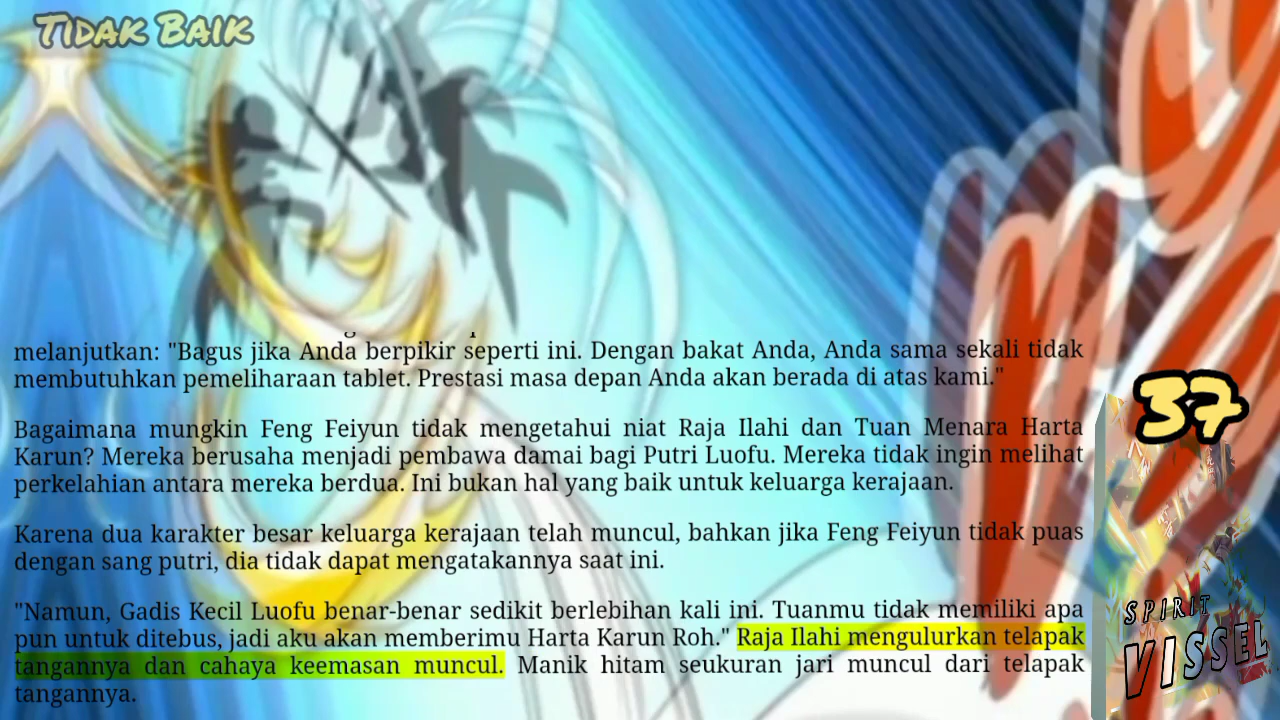 Tidak Baik
melanjutkan: "Bagus jika Anda berpikir seperti ini. Dengan bakat Anda, Anda sama sekali tidak
membutuhkan pemeliharaan tablet. Prestasi masa depan Anda akan berada di atas kami."
Bagaimana mungkin Feng Feiyun tidak mengetahui niat Raja Ilahi dan Tuan Menara Harta
Karun? Mereka berusaha menjadi pembawa damai bagi Putri Luofu. Mereka tidak ingin melihat
perkelahian antara mereka berdua. Ini bukan hal yang baik untuk keluarga kerajaan.
Karena dua karakter besar keluarga kerajaan telah muncul, bahkan jika Feng Feiyun tidak puas
dengan sang putri, dia tidak dapat mengatakannya saat ini.
"Namun, Gadis Kecil Luofu benar-benar sedikit berlebihan kali ini. Tuanmu tidak memiliki apa
pun untuk ditebus, jadi aku akan memberimu Harta Karun Roh." Raja Ilahi mengulurkan telapak
tangannya dan cahaya keemasan muncul. Manik hitam seukuran jari muncul dari telapak
tangannya.
37
SPIRIT
VISSEL